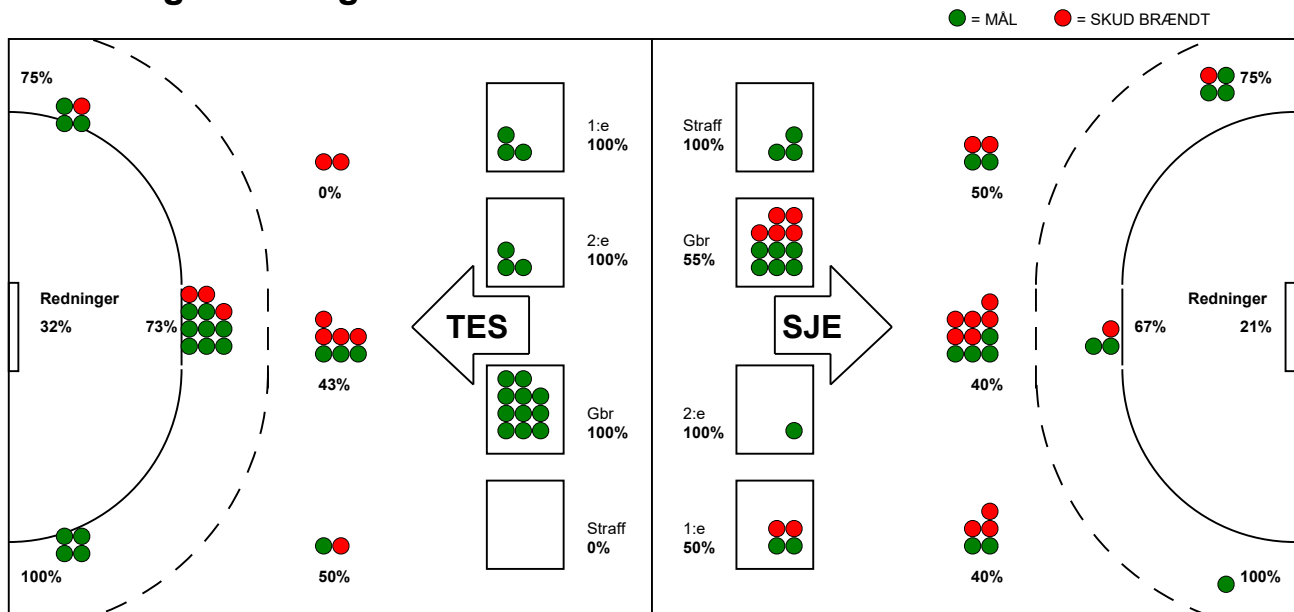 = MÅL
= SKUD BRÆNDT
75%
0%
1:e
100%
2:e
100%
Redninger
32%
73%
TES
43%
Gbr
100%
Straff
0%
100%
50%
Straff
100%
50%
75%
Gbr
55%
SJE
Redninger
21%
67%
40%
2:e
100%
1:e
50%
40%
100%